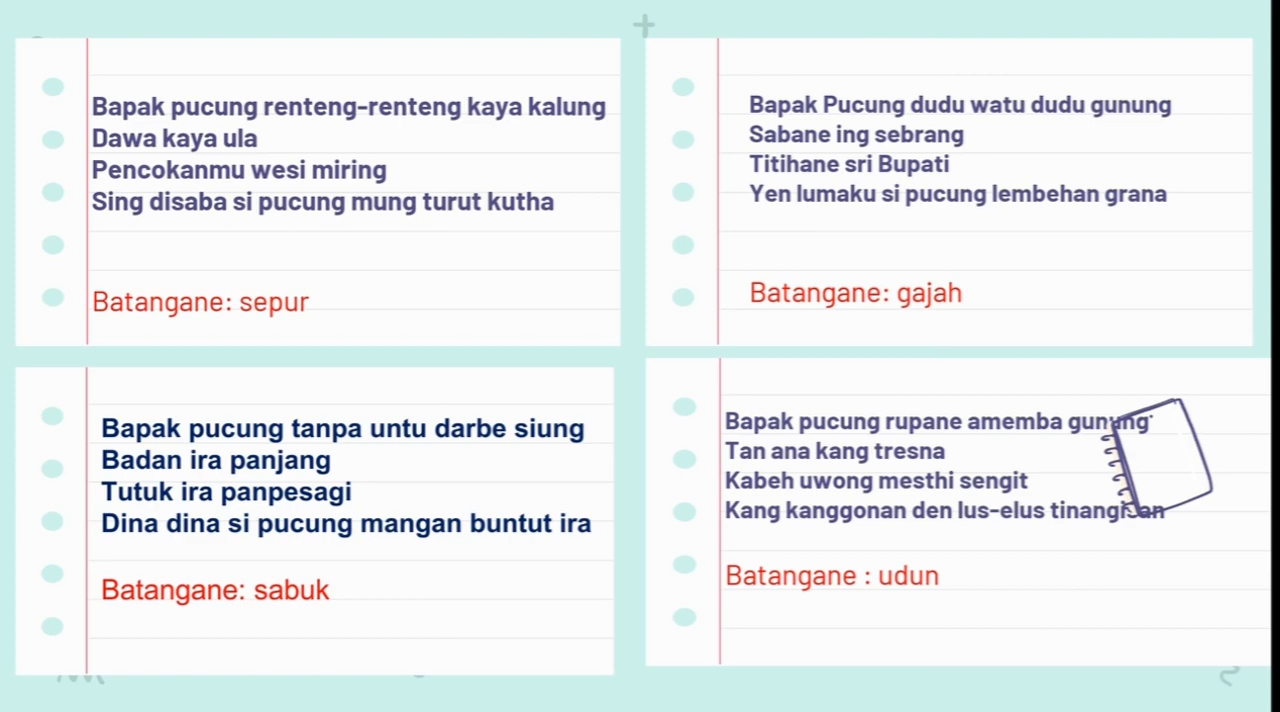 Bapak pucung renteng-renteng kaya kalung
Dawa kaya ula
Pencokanmu wesi miring
Sing disaba si pucung mung turut kutha
Batangane: sepur
Bapak Pucung dudu watu dudu gunung
Sabane ing sebrang
Titihane sri Bupati
Yen lumaku si pucung lembehan grana
Batangane: gajah
Bapak pucung tanpa untu darbe siung
Badan ira panjang
Tutuk ira panpesagi
Dina dina si pucung mangan buntut ira
Batangane: sabuk
Bapak pucung rupane amemba gunung
Tan ana kang tresna
Kabeh uwong mesthi sengit
Kang kanggonan den lus-elus tinangisan
Batangane : udun